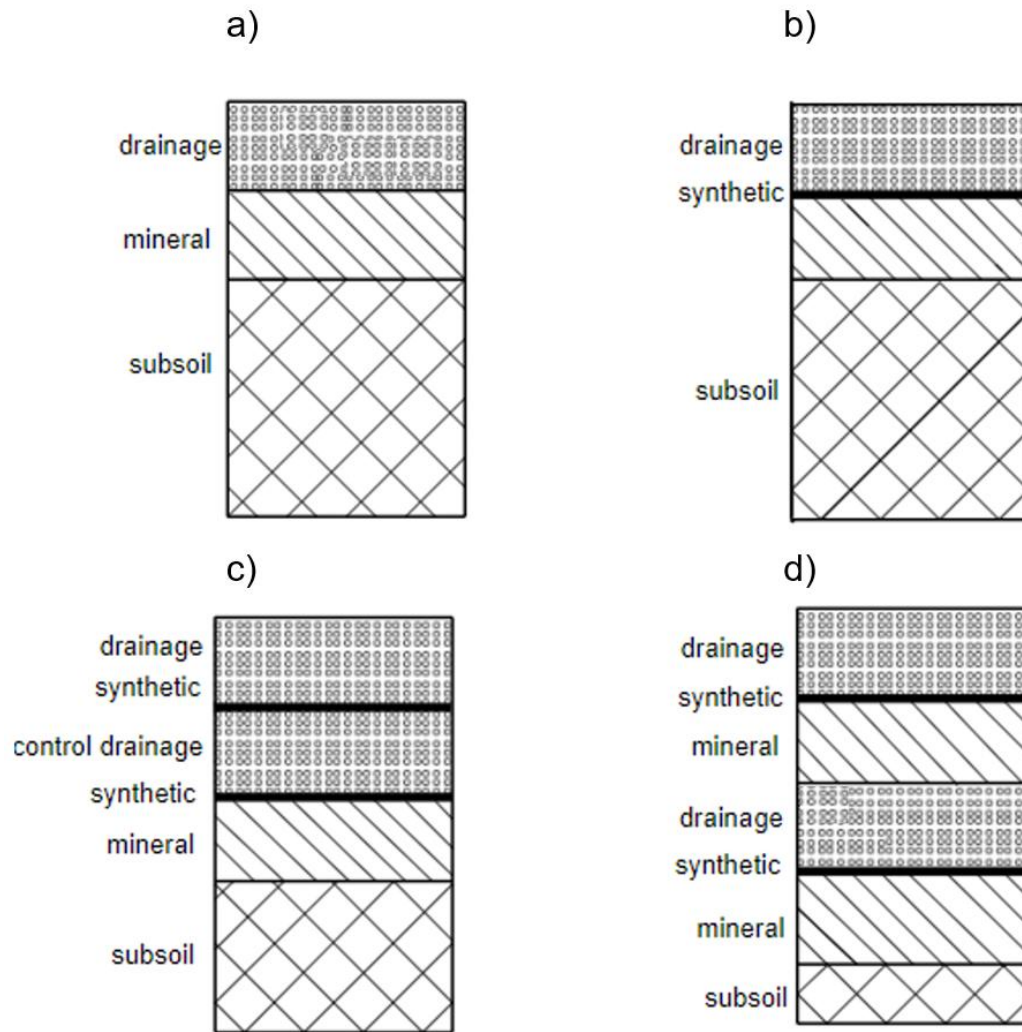 a)
drainage
mineral
subsoil
b)
drainage
synthetic
subsoil
c)
drainage
synthetic
control drainage
synthetic
mineral
subsoil
d)
drainage
synthetic
mineral
drainage
synthetic
mineral
subsoil